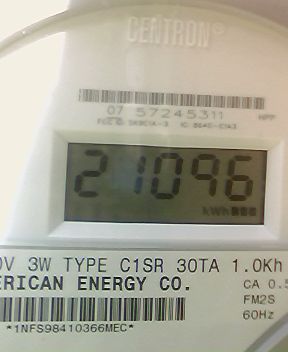 CENTRON®
07 57245311
21096
kWh
0V 3W TYPE C1SR 30TA 1.0Kh
ERICAN ENERGY CO.
CA 0.5
FM2S
60Hz
*1NFS98410366MEC*